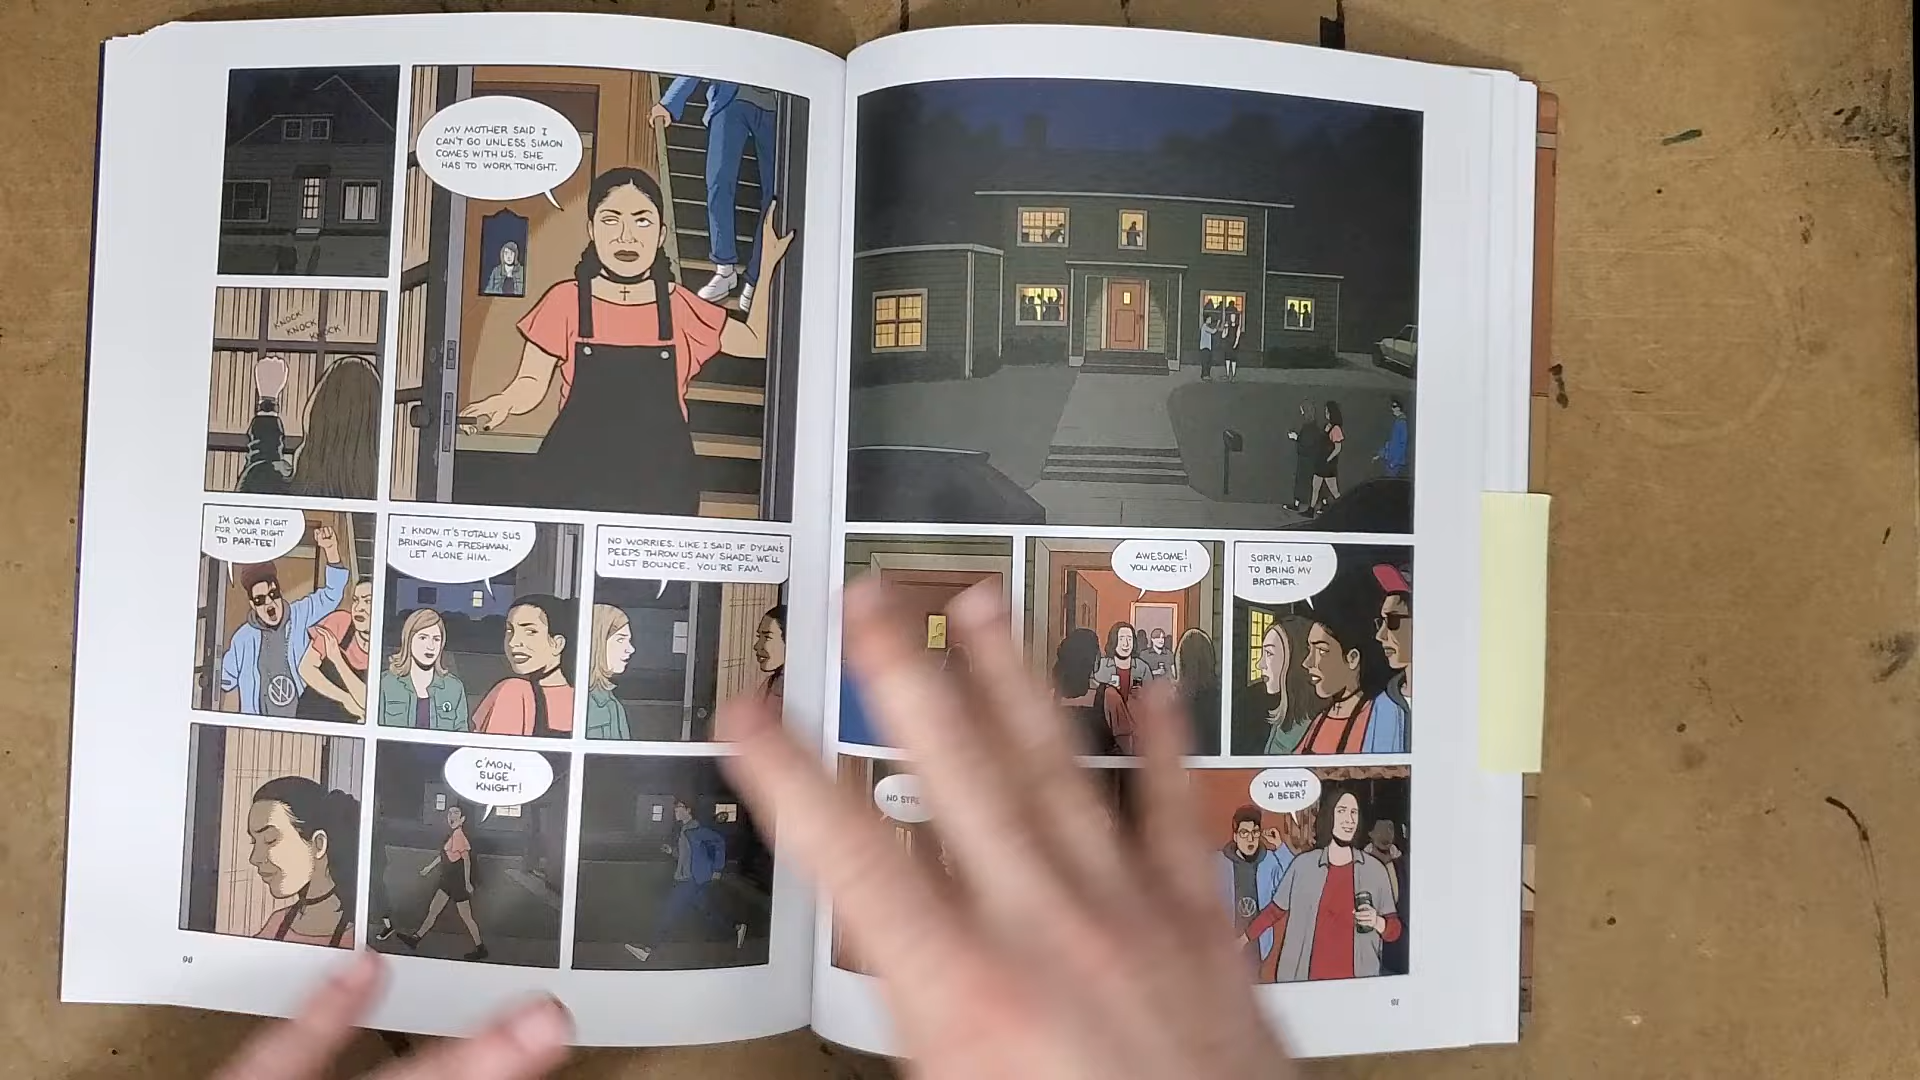 MY MOTHER SAID I
CAN'T GO UNLESS SIMON
COMES WITH US. SHE
HAS TO WORK TONIGHT.
KNOCK
KNOCK
KNOCK
I'M GONNA FIGHT
FOR YOUR RIGHT
TO PAR-TEE!
I KNOW IT'S TOTALLY SUS
BRINGING A FRESHMAN,
LET ALONE HIM.
NO WORRIES. LIKE I SAID, IF DYLAN'S
PEEPS THROW US ANY SHADE, WE'LL
JUST BOUNCE. YOU'RE FAM.
C'MON,
SUGE
KNIGHT!
90
AWESOME!
YOU MADE IT!
SORRY, I HAD
TO BRING MY
BROTHER.
NO
YOU WANT
A BEER?
91